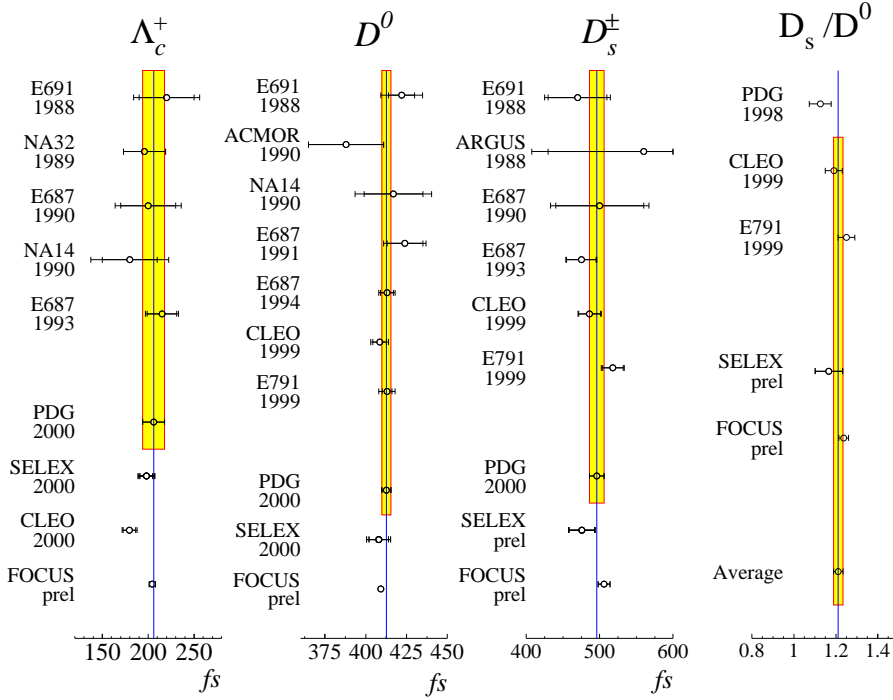 Λc+
E691
1988
NA32
1989
E687
1990
NA14
1990
E687
1993
PDG
2000
SELEX
2000
CLEO
2000
FOCUS
prel
150 200 250
fs
D0
E691
1988
ACMOR
1990
NA14
1990
E687
1991
E687
1994
CLEO
1999
E791
1999
PDG
2000
SELEX
2000
FOCUS
prel
375 400 425 450
fs
Ds±
E691
1988
ARGUS
1988
E687
1990
E687
1993
CLEO
1999
E791
1999
PDG
2000
SELEX
prel
FOCUS
prel
400 500 600
fs
Ds /D0
PDG
1998
CLEO
1999
E791
1999
SELEX
prel
FOCUS
prel
Average
0.8 1 1.2 1.4